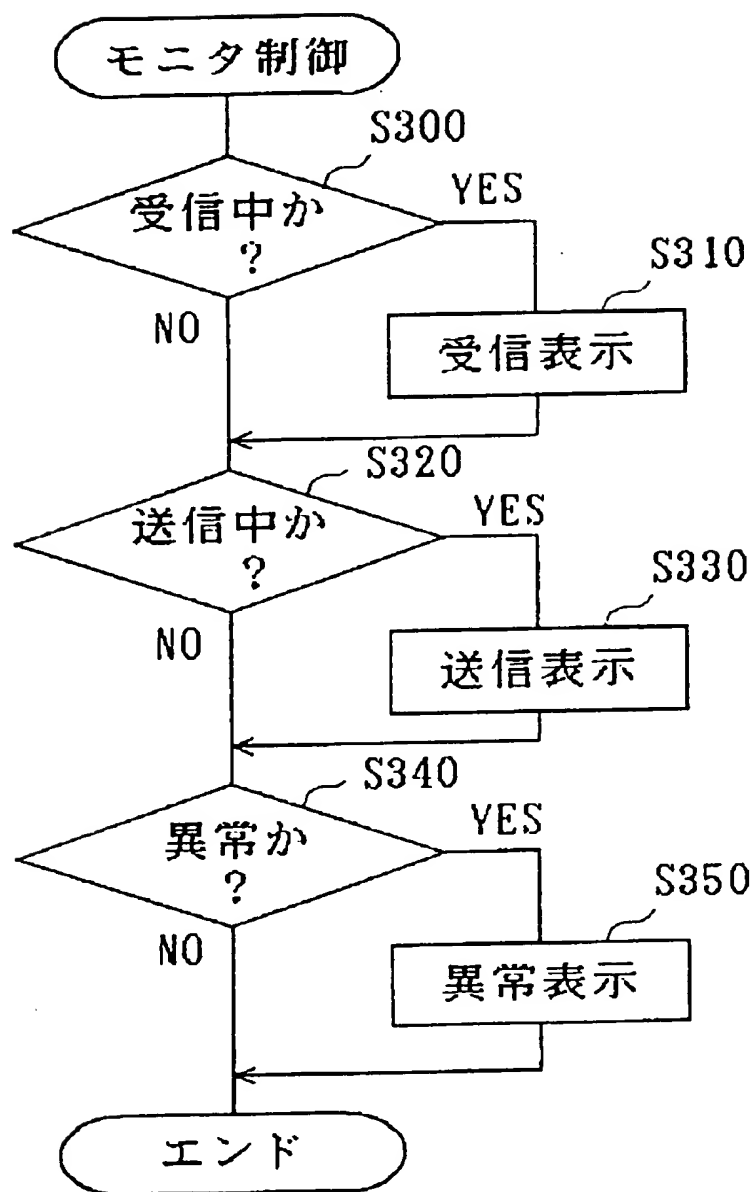 モニタ制御
S300
受信中か
?
YES
NO
S310
受信表示
S320
送信中か
?
YES
NO
S330
送信表示
S340
異常か
?
YES
NO
S350
異常表示
エンド